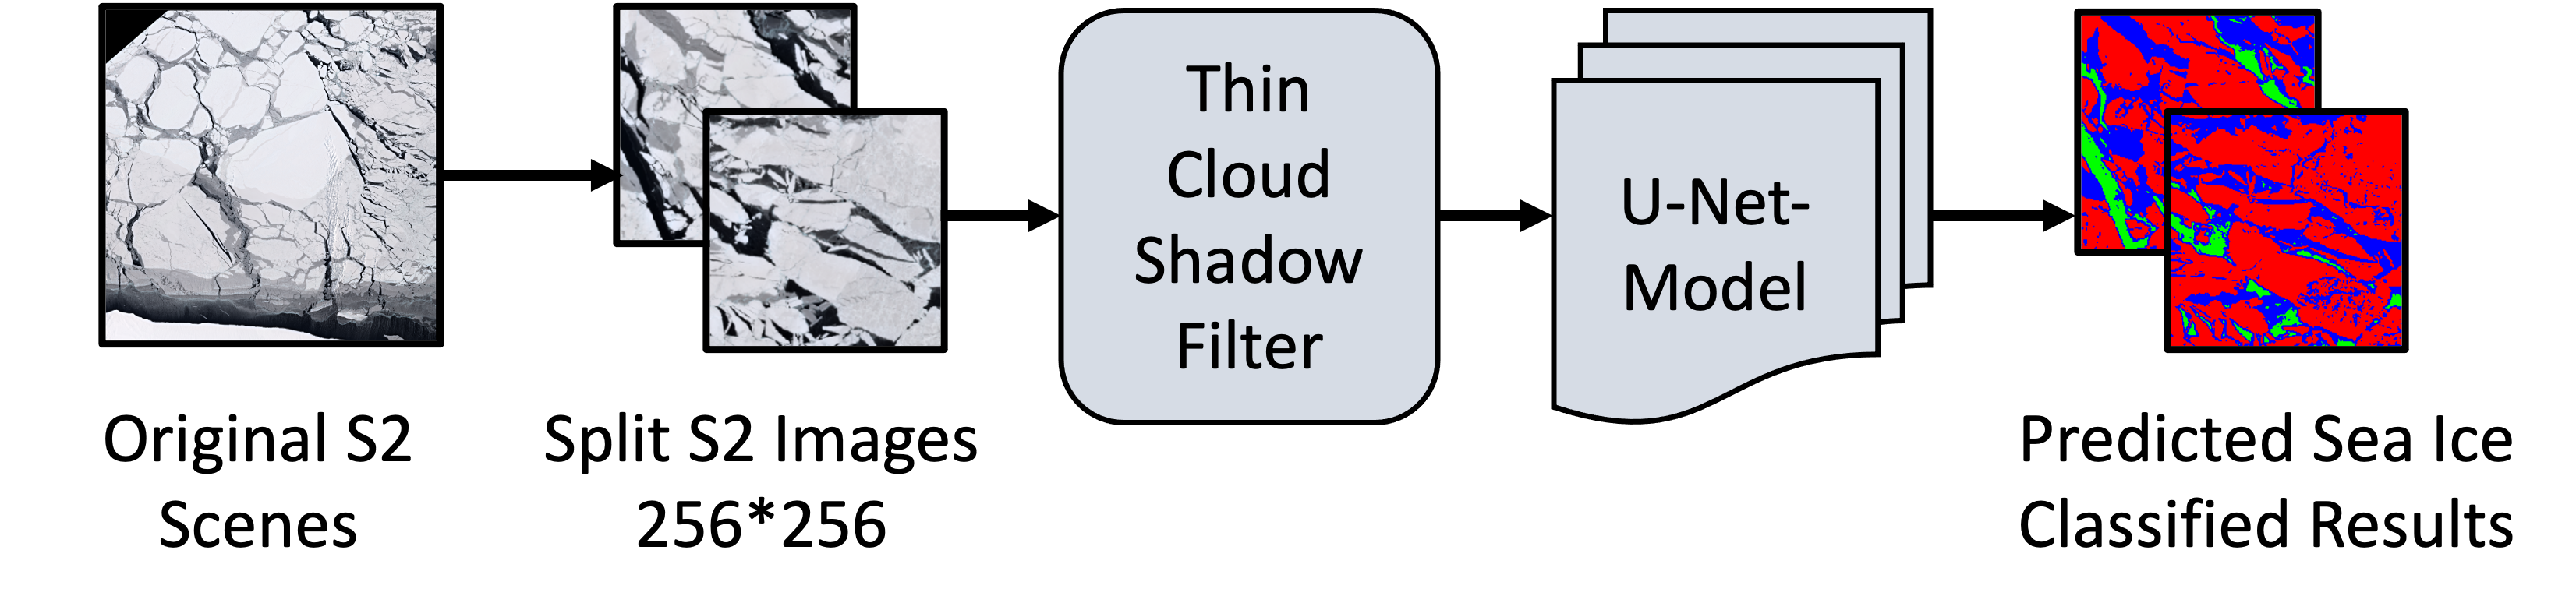 Original S2
Scenes
Split S2 Images
256*256
Thin
Cloud
Shadow
Filter
U-Net-
Model
Predicted Sea Ice
Classified Results